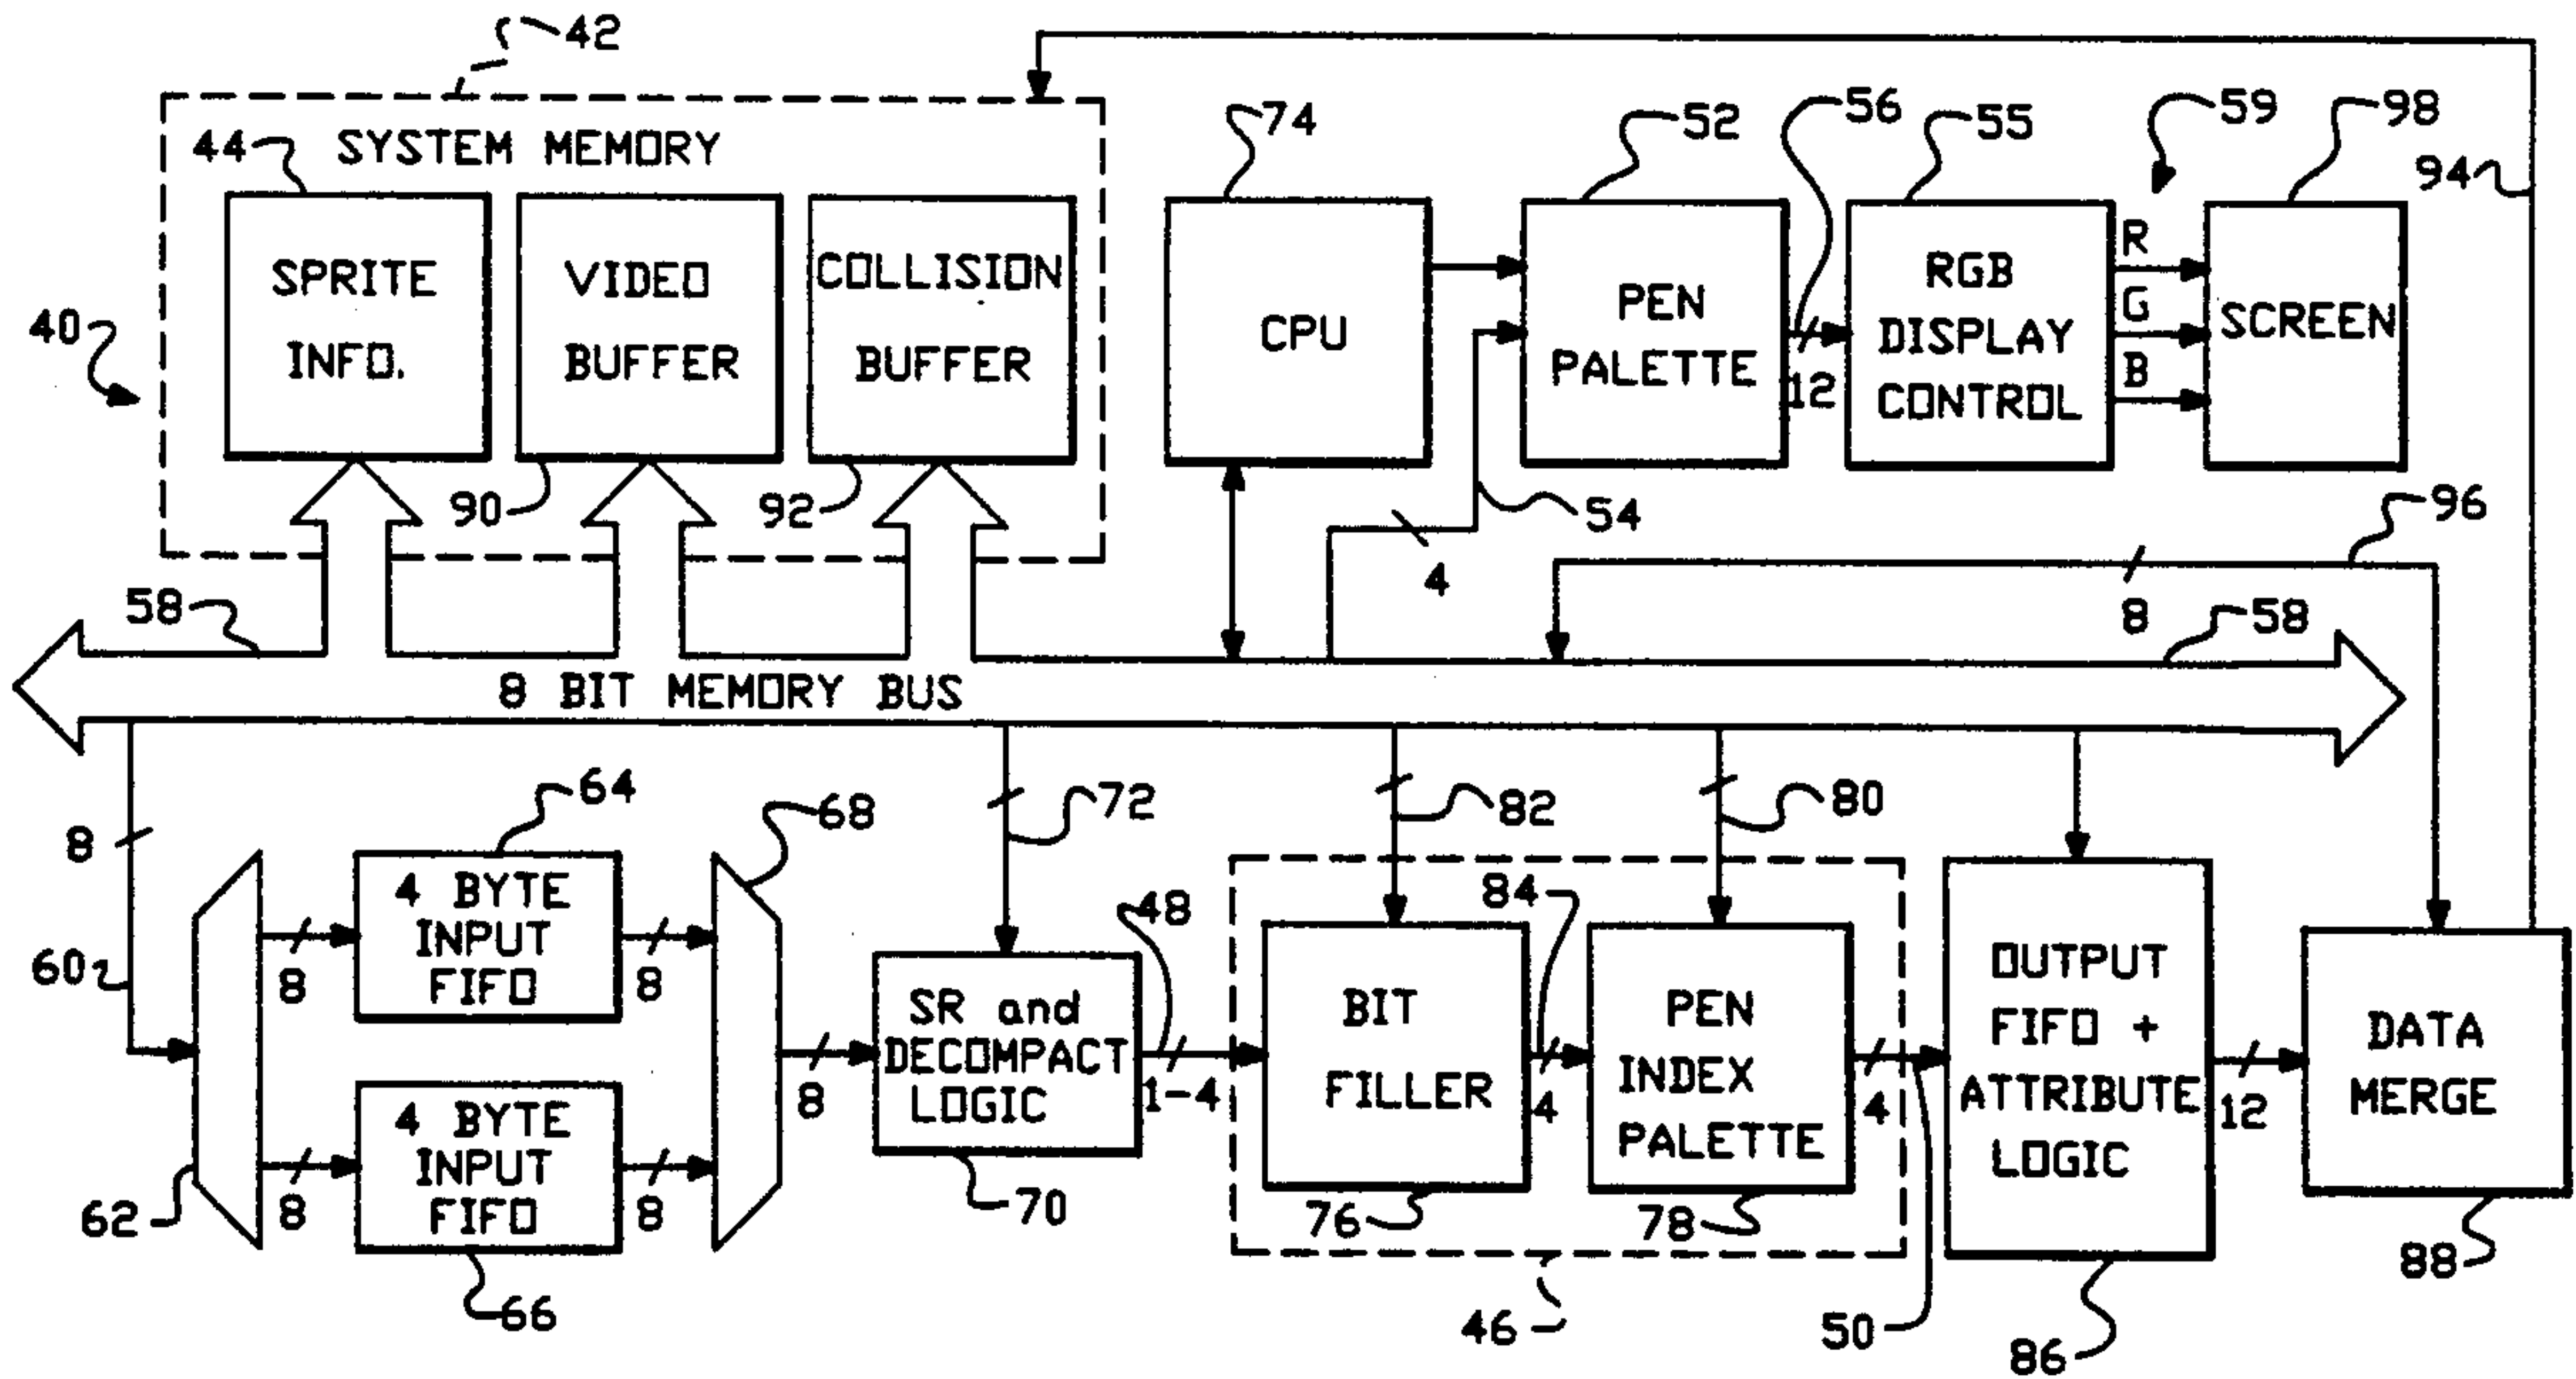 42
44
SYSTEM MEMORY
74
52
56
55
59
98
94
SPRITE
INFO.
VIDEO
BUFFER
COLLISION
BUFFER
CPU
PEN
PALETTE
12
RGB
DISPLAY
CONTROL
R
G
B
SCREEN
40
90
92
54
4
96
8
58
58
8 BIT MEMORY BUS
8
60
62
64
4 BYTE
INPUT
FIFO
8
8
68
4 BYTE
INPUT
FIFO
8
8
66
8
72
SR and
DECOMPACT
LOGIC
70
48
1-4
82
80
84
BIT
FILLER
76
4
PEN
INDEX
PALETTE
78
4
46
50
OUTPUT
FIFO +
ATTRIBUTE
LOGIC
86
12
DATA
MERGE
88